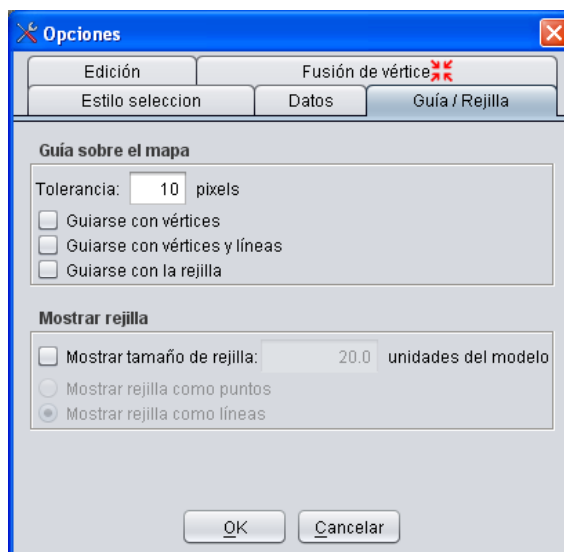 Opciones
Edición Fusión de vértice
Estilo seleccion Datos Guía / Rejilla
Guía sobre el mapa
Tolerancia: 10 pixels
Guiarse con vértices
Guiarse con vértices y líneas
Guiarse con la rejilla
Mostrar rejilla
Mostrar tamaño de rejilla: 20.0 unidades del modelo
Mostrar rejilla como puntos
Mostrar rejilla como líneas
OK Cancelar